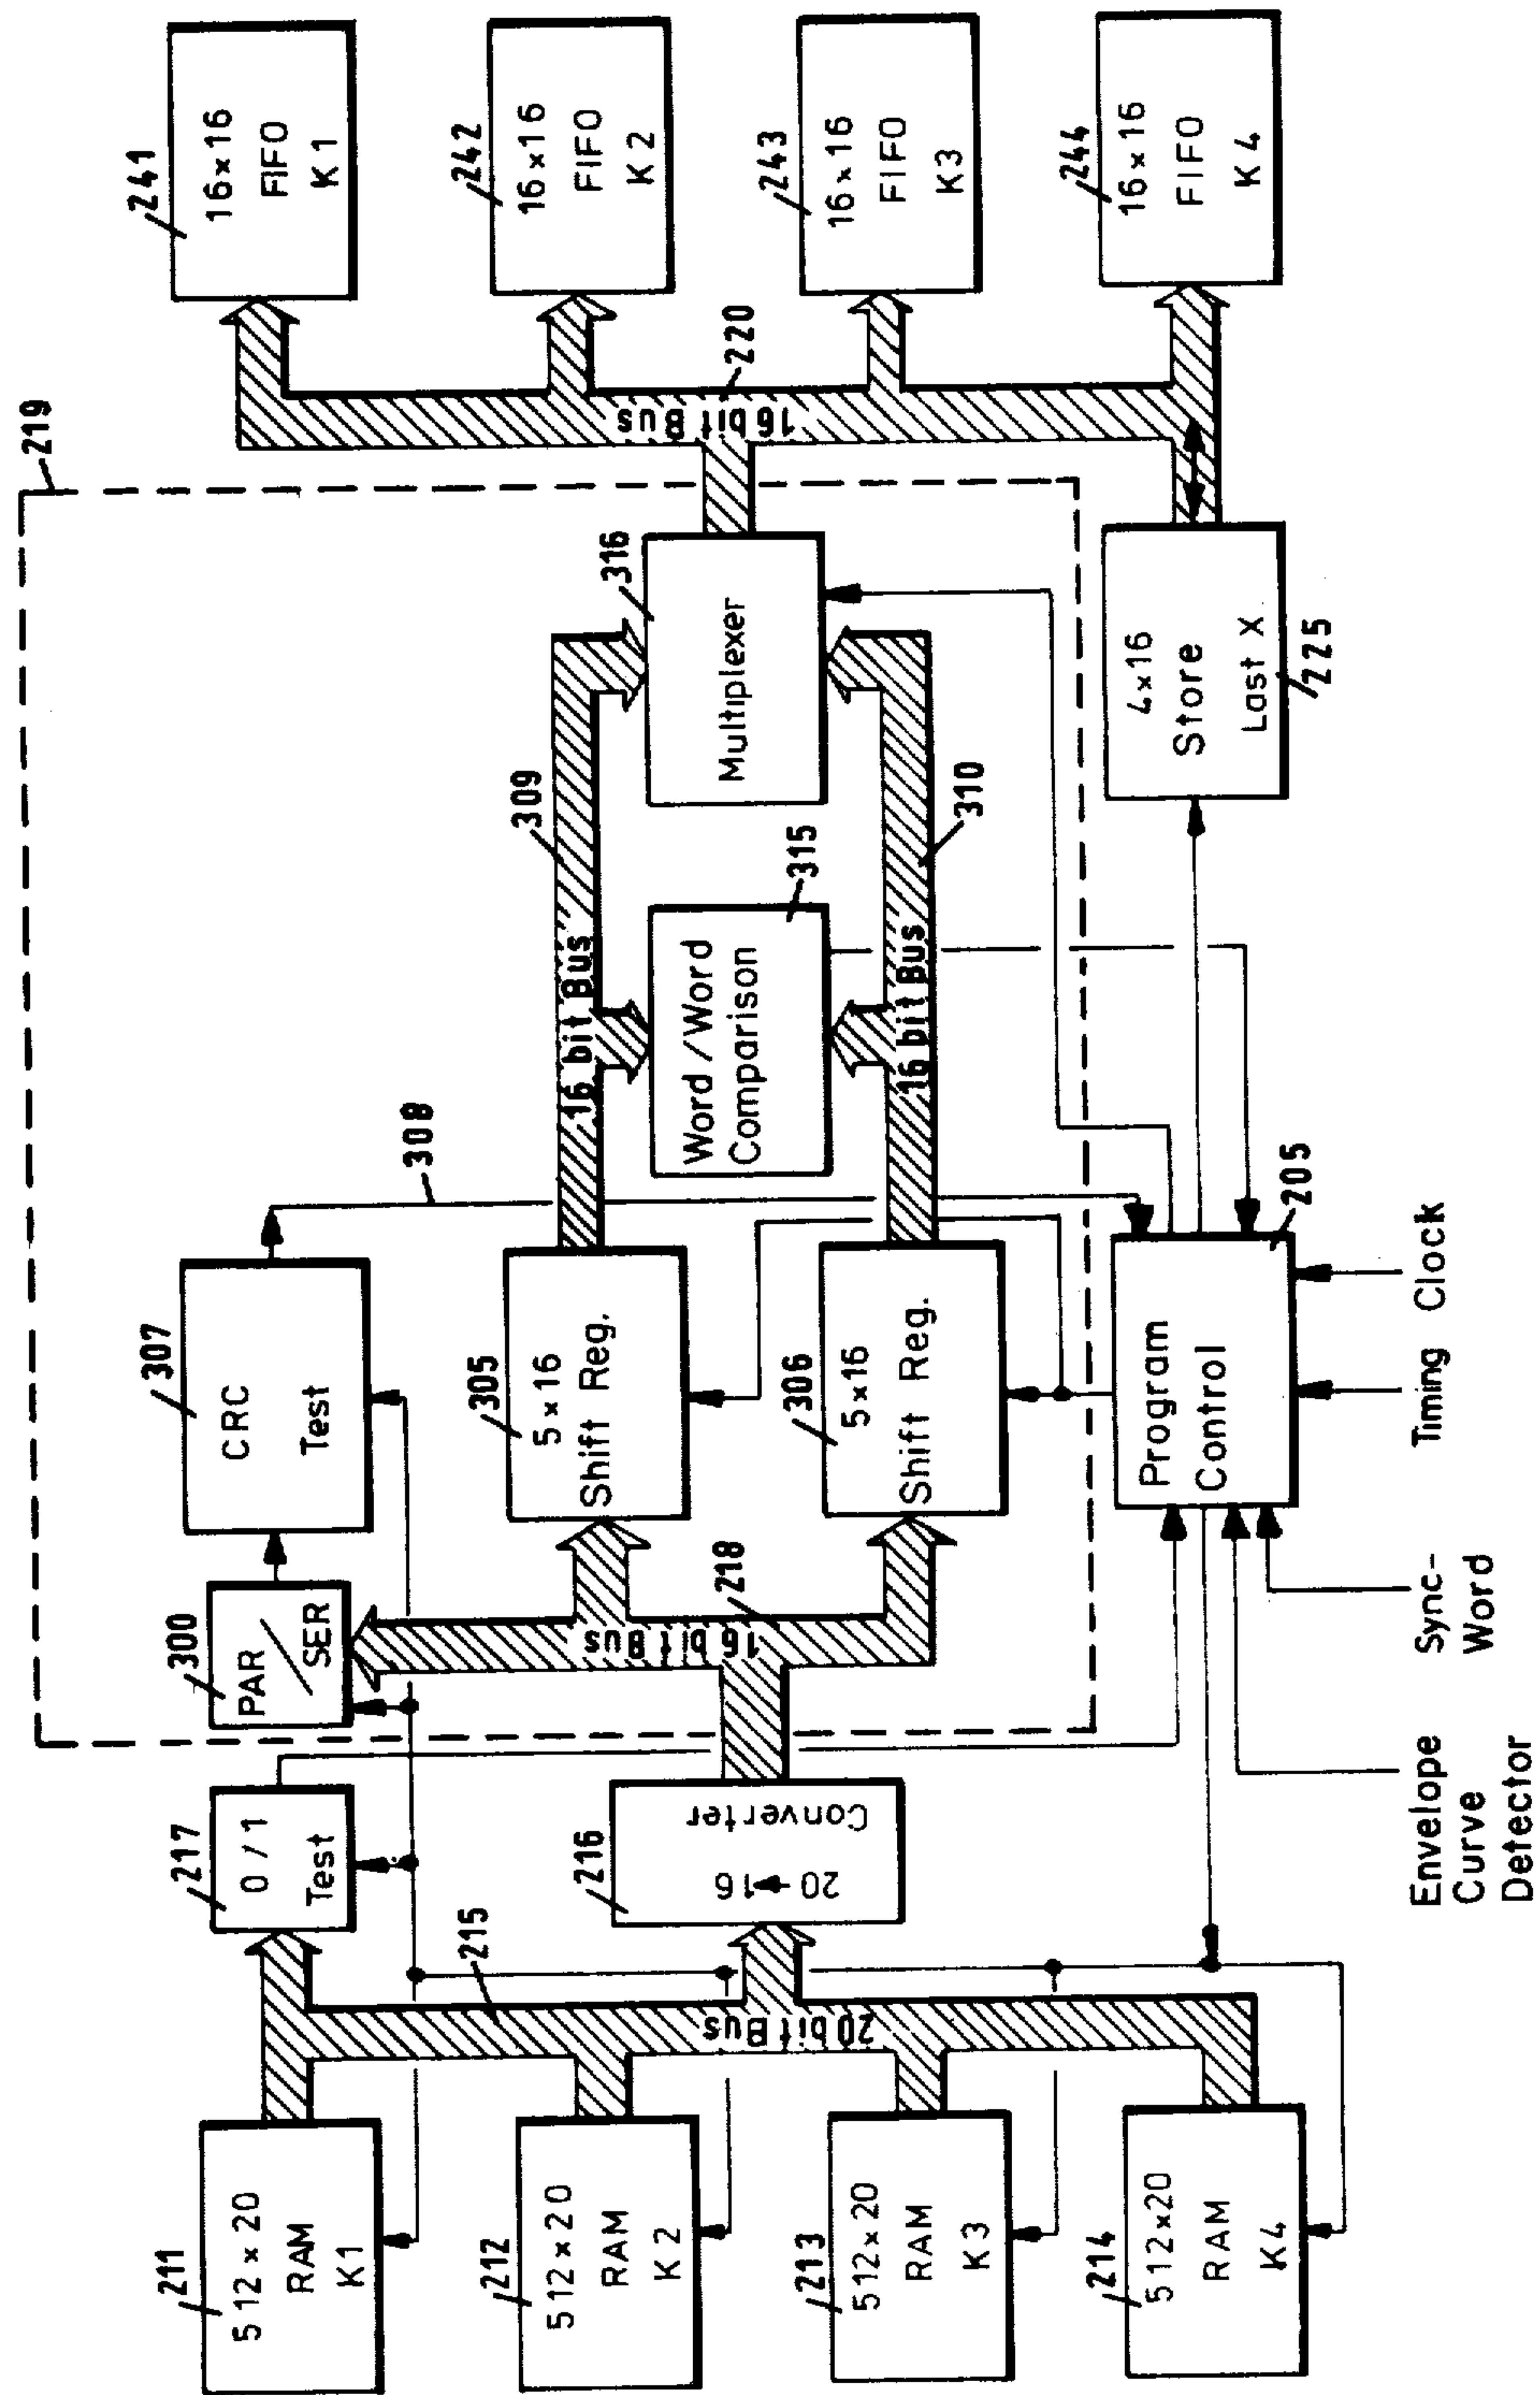 211
512 × 20
RAM
K1
212
512 × 20
RAM
K 2
213
512×20
RAM
K 3
214
512×20
RAM
K4
215
20 bit Bus
217
0 / 1
Test
216
20→16
Converter
300
PAR
/ SER
218
16 bit Bus
307
CRC
Test
305
5 × 16
Shift Reg.
306
5×16
Shift Reg.
308
309
16 bit Bus
310
16 bit Bus
315
Word / Word
Comparison
316
Multiplexer
219
220
16 bit Bus
241
16×16
FIFO
K 1
242
16×16
FIFO
K 2
243
16×16
FIFO
K3
244
16×16
FIFO
K 4
4×16
Store
Last X
225
205
Program
Control
Envelope
Curve
Detector
Sync-
Word
Timing Clock